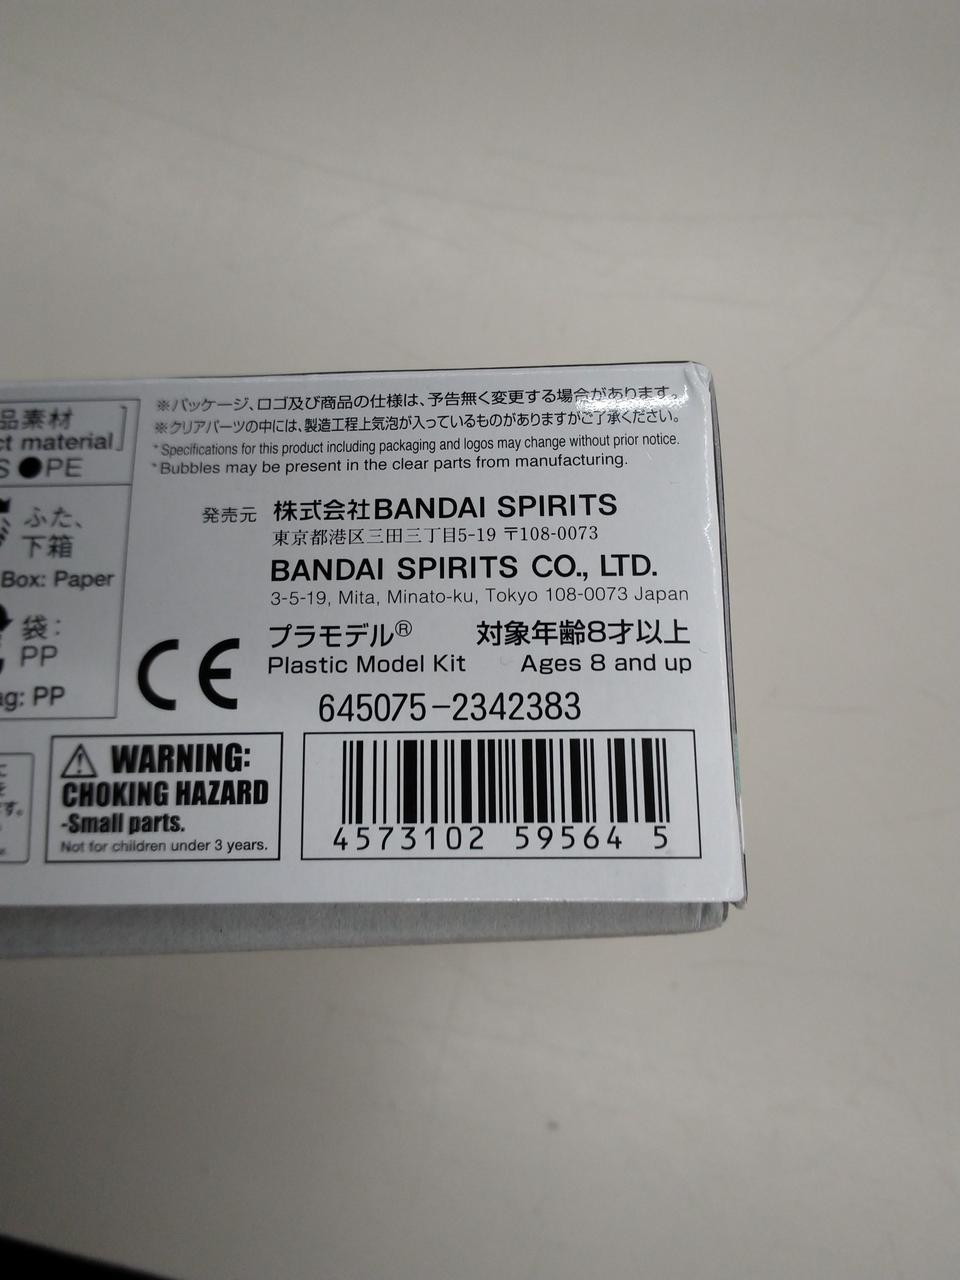 ※パッケージ、ロゴ及び商品の仕様は、予告無く変更する場合があります。
※クリアパーツの中には、製造工程上気泡が入っているものがありますがご了承ください。
*Specifications for this product including packaging and logos may change without prior notice.
*Bubbles may be present in the clear parts from manufacturing.
品素材
ct material]
S ●PE
ふた、
下箱
Box: Paper
袋:
PP
ag: PP
発売元 株式会社BANDAI SPIRITS
東京都港区三田三丁目5-19 〒108-0073
BANDAI SPIRITS CO., LTD.
3-5-19, Mita, Minato-ku, Tokyo 108-0073 Japan
プラモデル® 対象年齢8才以上
Plastic Model Kit Ages 8 and up
CE
645075-2342383
WARNING:
CHOKING HAZARD
-Small parts.
Not for children under 3 years.
4573102 59564 5